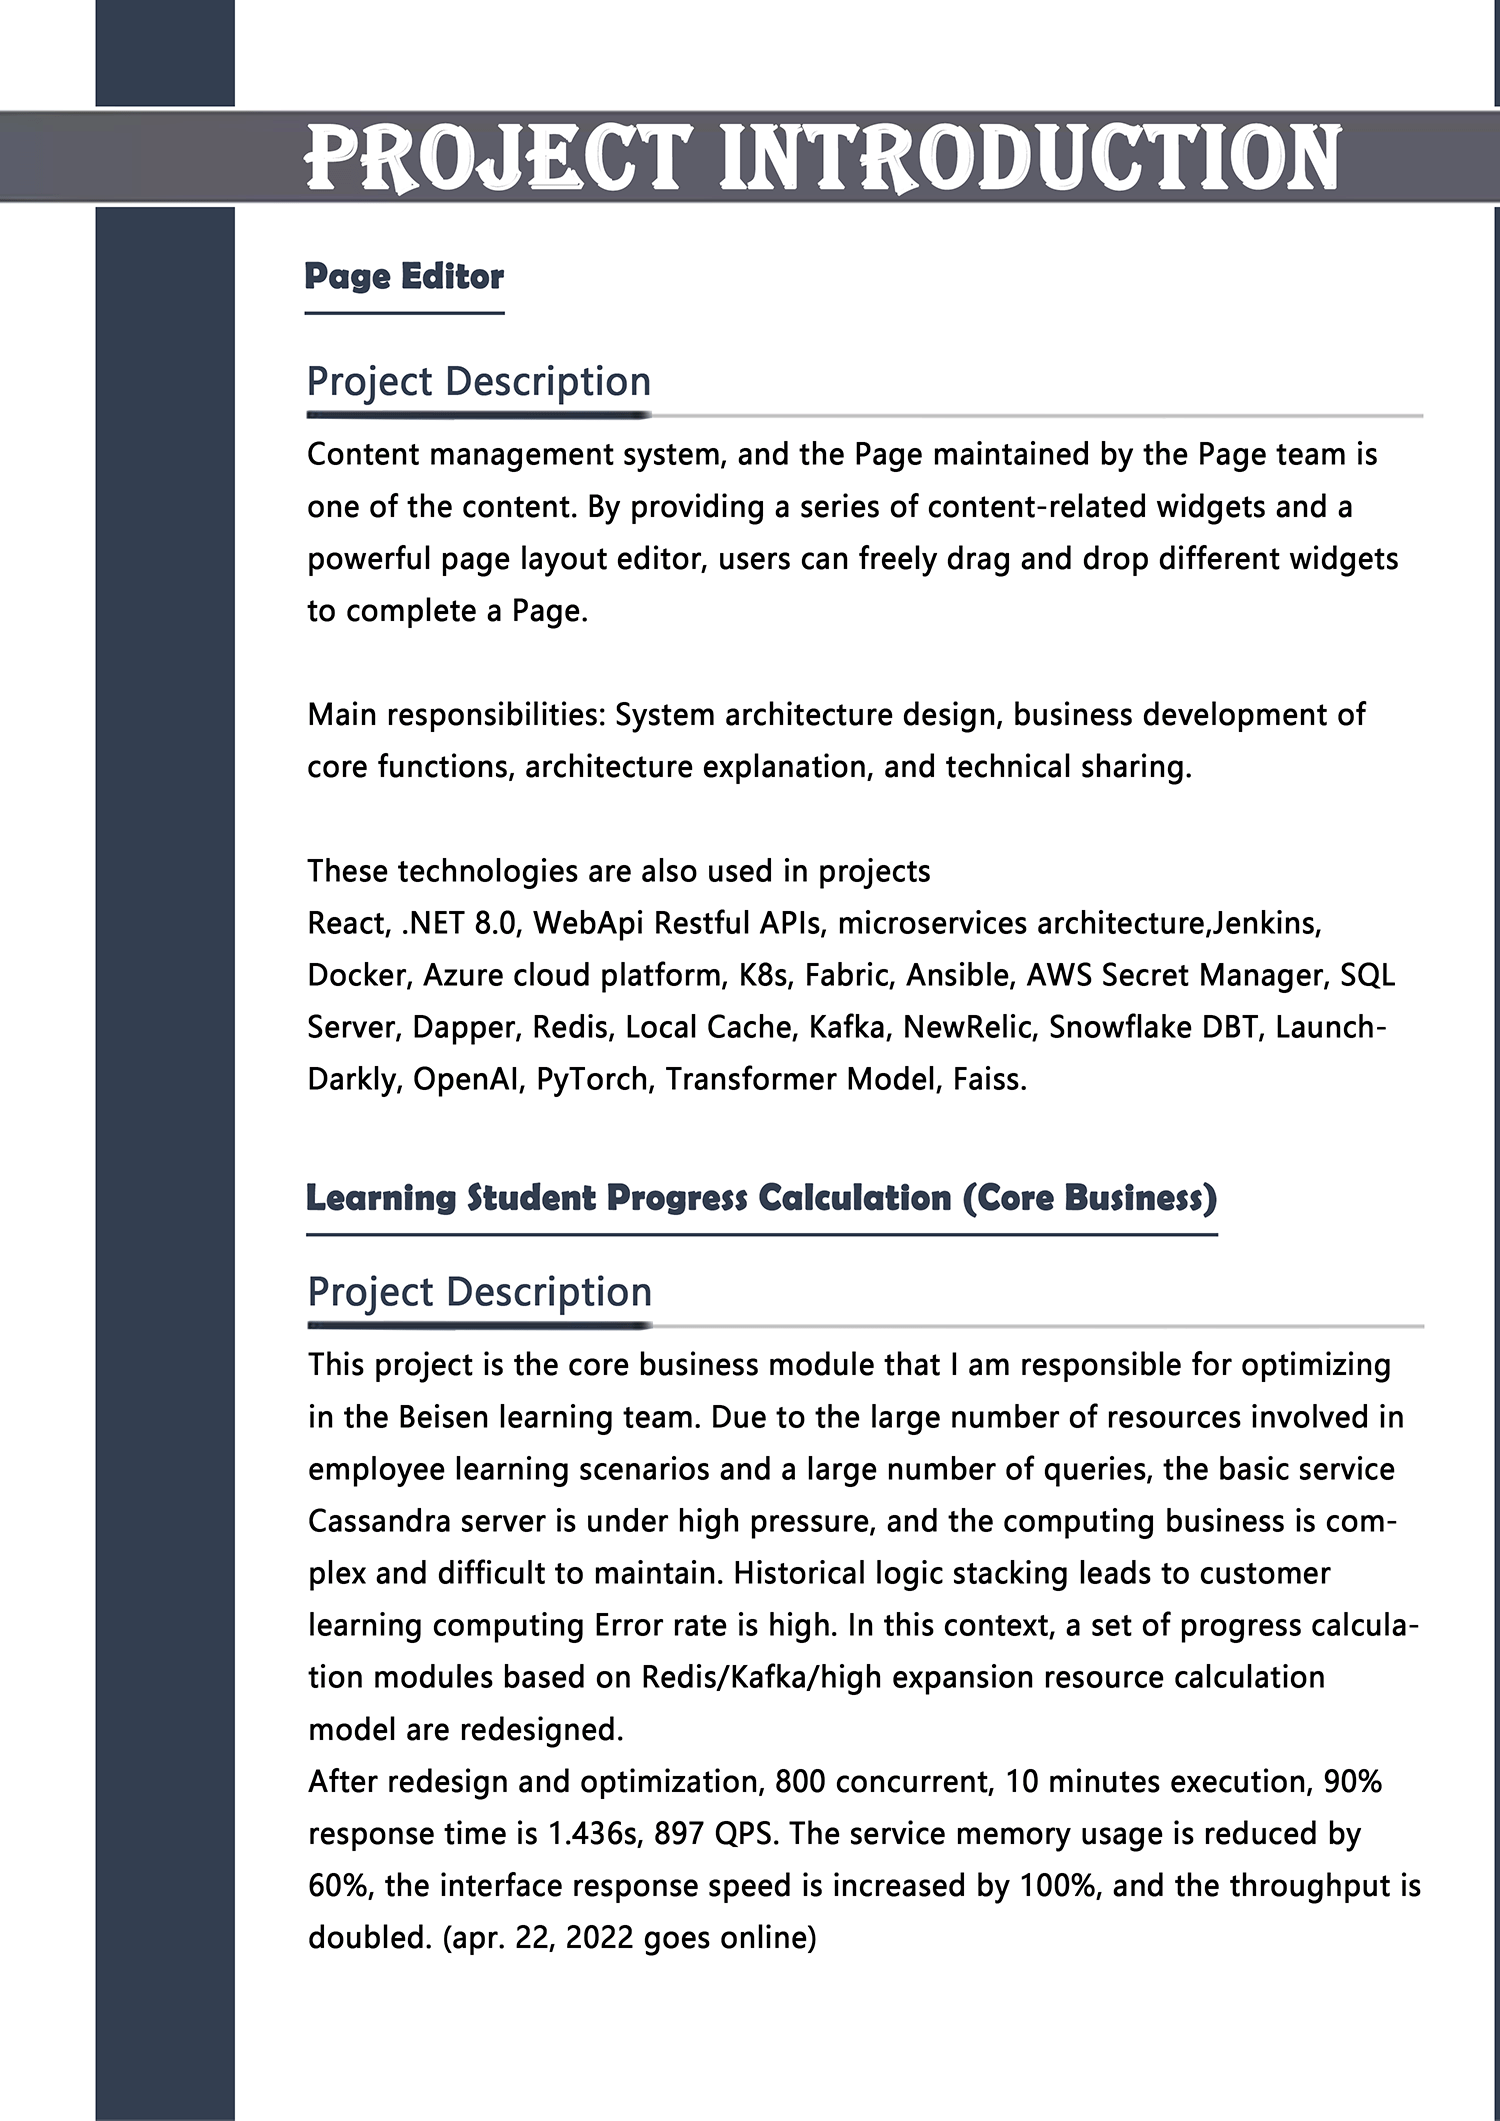 PROJECT INTRODUCTION
Page Editor
Project Description
Content management system, and the Page maintained by the Page team is
one of the content. By providing a series of content-related widgets and a
powerful page layout editor, users can freely drag and drop different widgets
to complete a Page.
Main responsibilities: System architecture design, business development of
core functions, architecture explanation, and technical sharing.
These technologies are also used in projects
React, .NET 8.0, WebApi Restful APIs, microservices architecture,Jenkins,
Docker, Azure cloud platform, K8s, Fabric, Ansible, AWS Secret Manager, SQL
Server, Dapper, Redis, Local Cache, Kafka, NewRelic, Snowflake DBT, Launch-
Darkly, OpenAI, PyTorch, Transformer Model, Faiss.
Learning Student Progress Calculation (Core Business)
Project Description
This project is the core business module that I am responsible for optimizing
in the Beisen learning team. Due to the large number of resources involved in
employee learning scenarios and a large number of queries, the basic service
Cassandra server is under high pressure, and the computing business is com-
plex and difficult to maintain. Historical logic stacking leads to customer
learning computing Error rate is high. In this context, a set of progress calcula-
tion modules based on Redis/Kafka/high expansion resource calculation
model are redesigned.
After redesign and optimization, 800 concurrent, 10 minutes execution, 90%
response time is 1.436s, 897 QPS. The service memory usage is reduced by
60%, the interface response speed is increased by 100%, and the throughput is
doubled. (apr. 22, 2022 goes online)